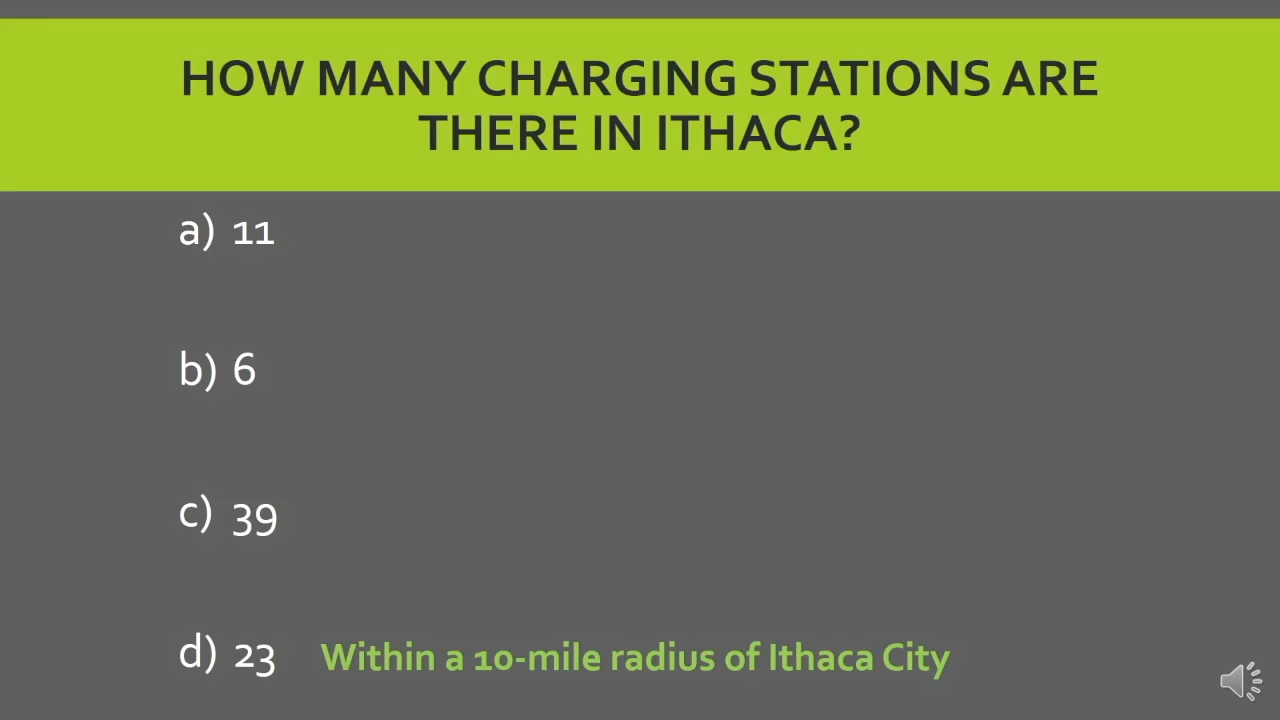 HOW MANY CHARGING STATIONS ARE
THERE IN ITHACA?
a) 11
b) 6
c) 39
d) 23 Within a 10-mile radius of Ithaca City